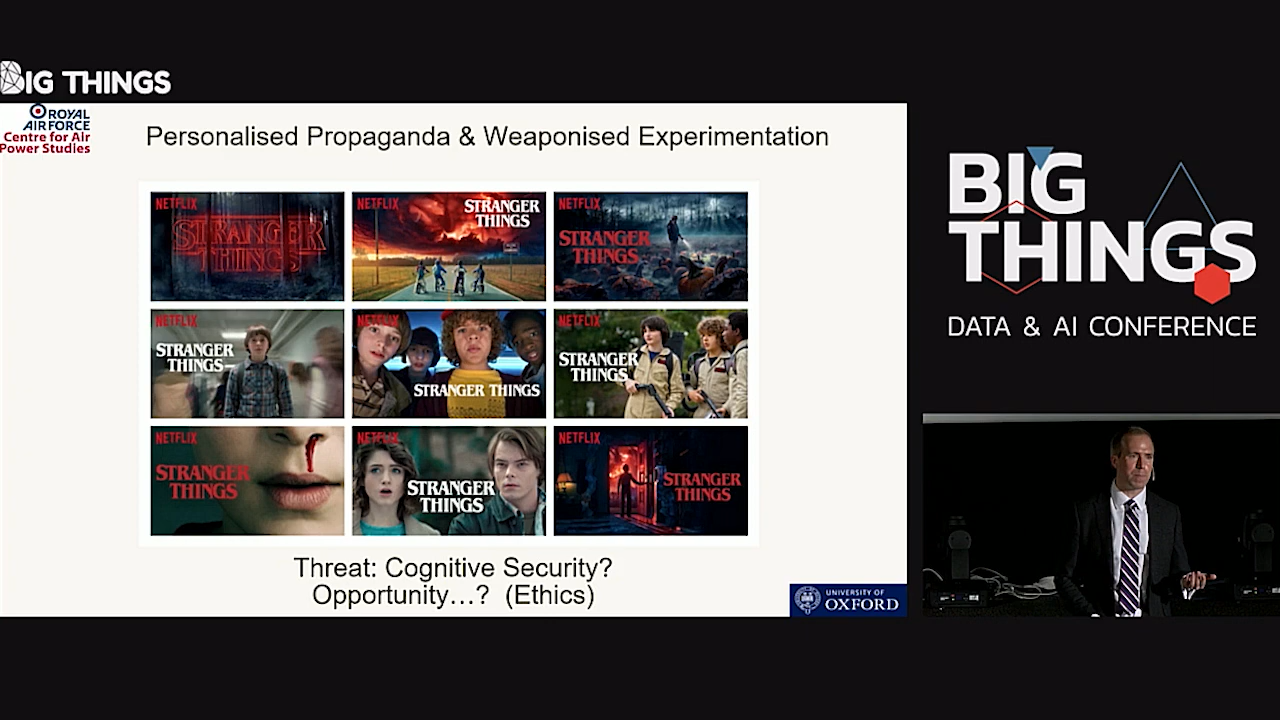 BIG THINGS
ROYAL
AIR FORCE
Centre for Air
Power Studies
Personalised Propaganda & Weaponised Experimentation
NETFLIX
STRANGER
THINGS
NETFLIX
STRANGER
THINGS
NETFLIX
STRANGER
THINGS
NETFLIX
STRANGER
THINGS
NETFLIX
STRANGER THINGS
NETFLIX
STRANGER
THINGS
NETFLIX
STRANGER
THINGS
NETFLIX
STRANGER
THINGS
NETFLIX
STRANGER
THINGS
Threat: Cognitive Security?
Opportunity…? (Ethics)
UNIVERSITY OF
OXFORD
BIG
THINGS
DATA & AI CONFERENCE